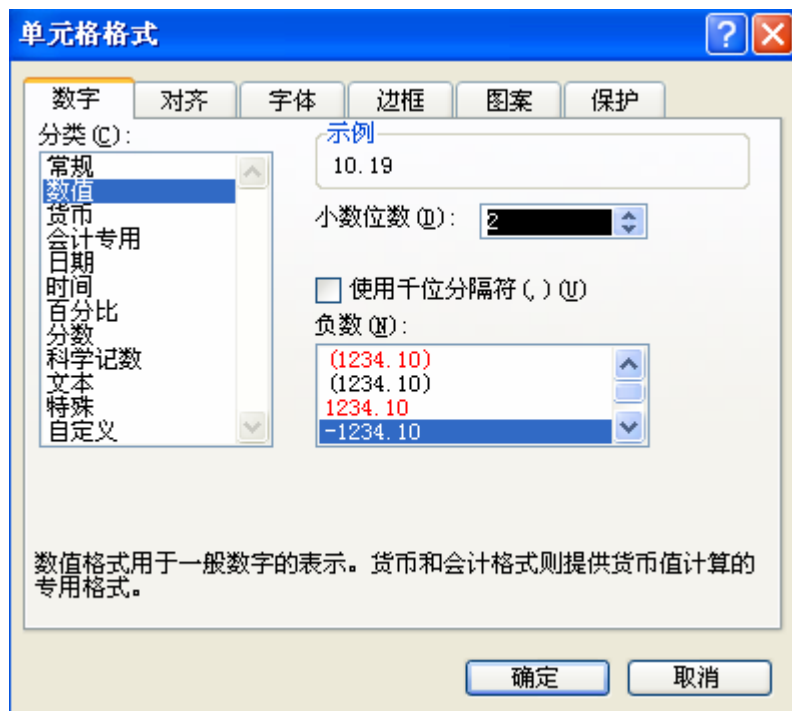 单元格格式
数字 对齐 字体 边框 图案 保护
分类(C):
常规
数值
货币
会计专用
日期
时间
百分比
分数
科学记数
文本
特殊
自定义
示例
10.19
小数位数(D): 2
使用千位分隔符(,)(U)
负数(N):
(1234.10)
(1234.10)
1234.10
-1234.10
数值格式用于一般数字的表示。货币和会计格式则提供货币值计算的
专用格式。
确定 取消